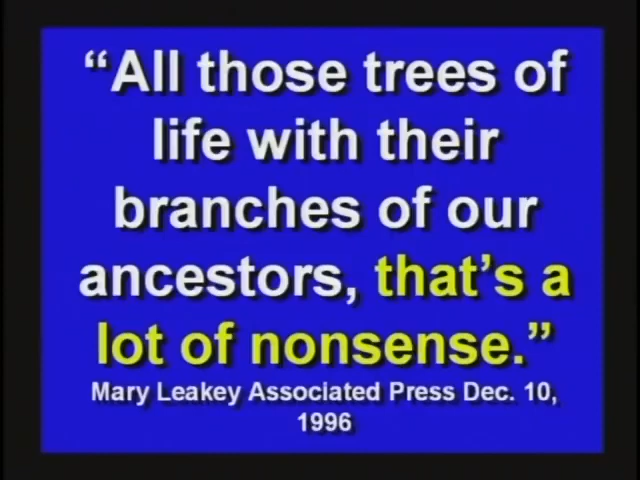 “All those trees of
life with their
branches of our
ancestors, that’s a
lot of nonsense.”
Mary Leakey Associated Press Dec. 10,
1996